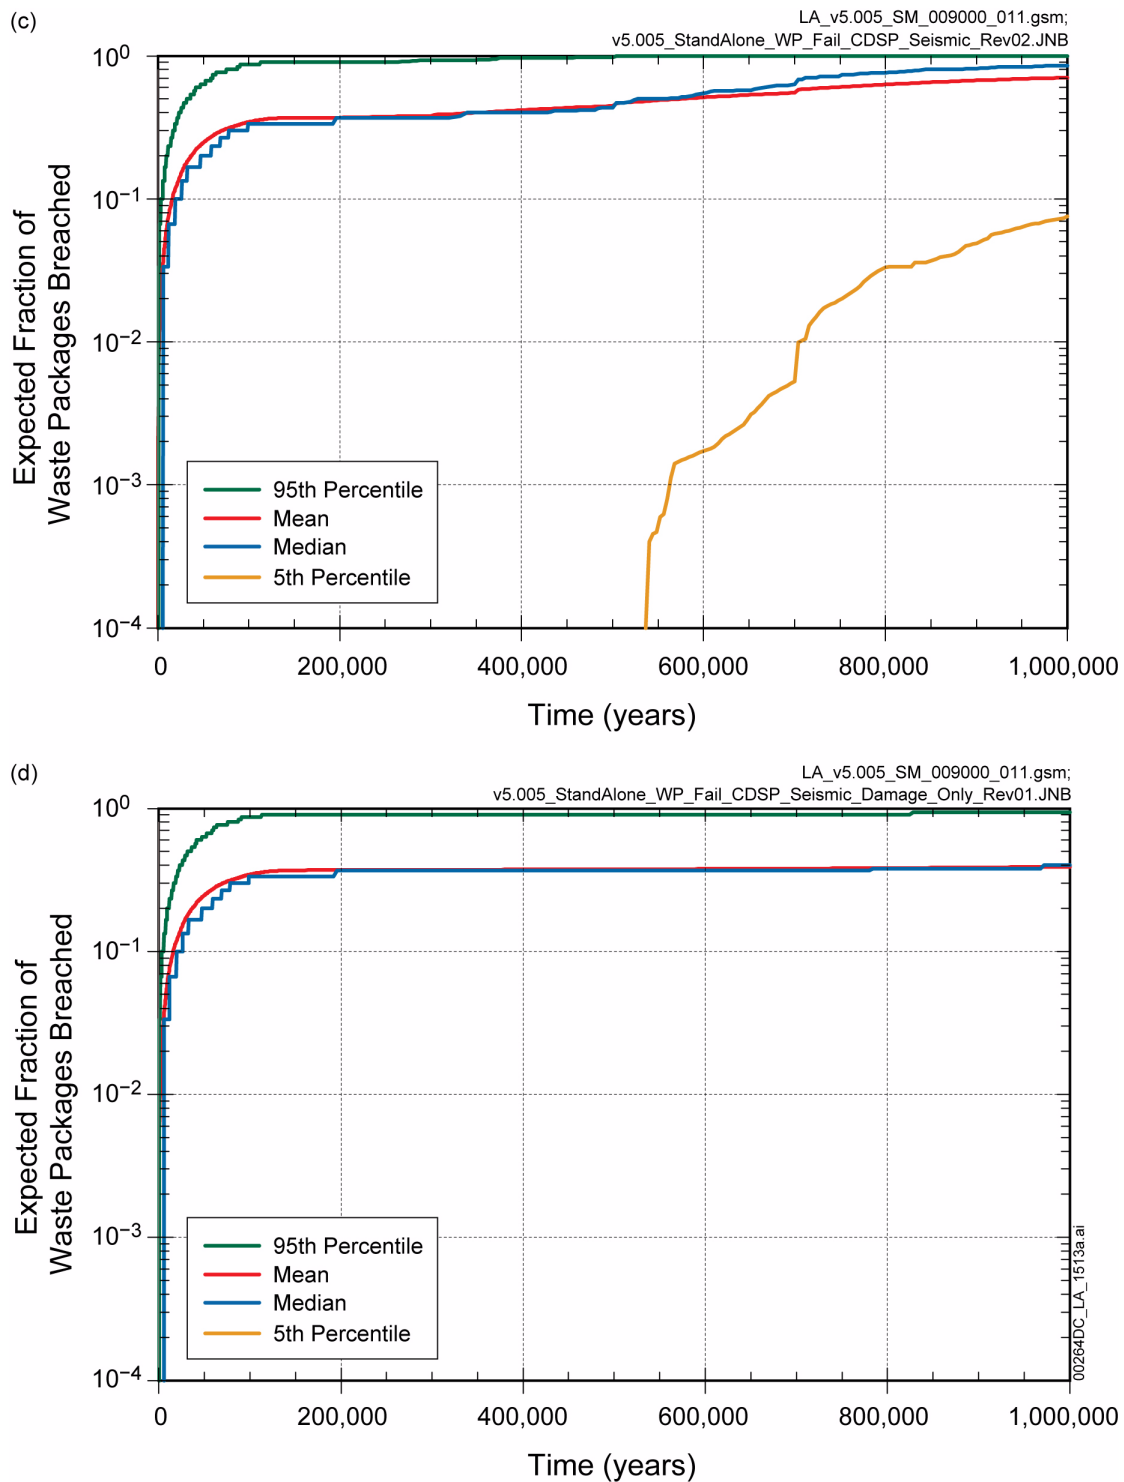 (c)
LA_v5.005_SM_009000_011.gsm;
v5.005_StandAlone_WP_Fail_CDSP_Seismic_Rev02.JNB
Expected Fraction of
Waste Packages Breached
10⁰
10⁻¹
10⁻²
10⁻³
10⁻⁴
95th Percentile
Mean
Median
5th Percentile
0 200,000 400,000 600,000 800,000 1,000,000
Time (years)
(d)
LA_v5.005_SM_009000_011.gsm;
v5.005_StandAlone_WP_Fail_CDSP_Seismic_Damage_Only_Rev01.JNB
Expected Fraction of
Waste Packages Breached
10⁰
10⁻¹
10⁻²
10⁻³
10⁻⁴
95th Percentile
Mean
Median
5th Percentile
00264DC_LA_1513a.ai
0 200,000 400,000 600,000 800,000 1,000,000
Time (years)